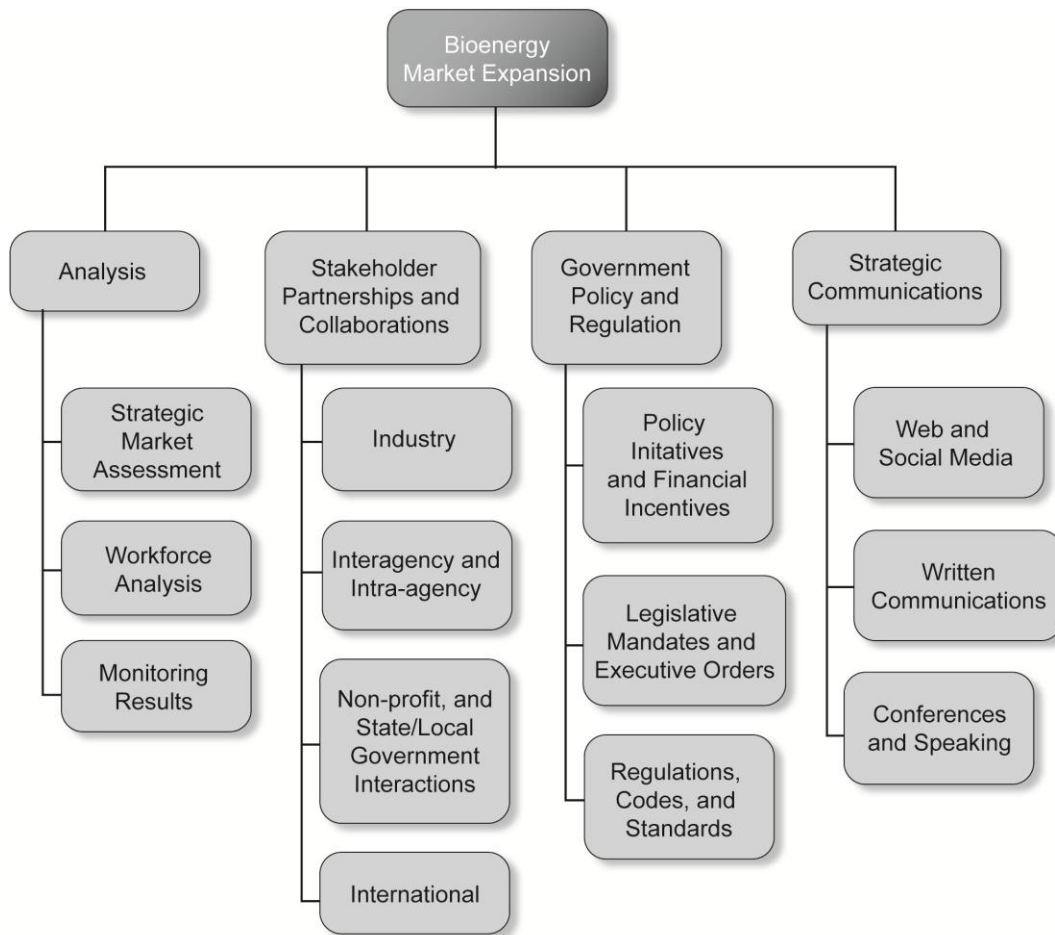 Bioenergy
Market Expansion
Analysis
Strategic
Market
Assessment
Workforce
Analysis
Monitoring
Results
Stakeholder
Partnerships and
Collaborations
Industry
Interagency and
Intra-agency
Non-profit, and
State/Local
Government
Interactions
International
Government
Policy and
Regulation
Policy
Initatives
and Financial
Incentives
Legislative
Mandates and
Executive Orders
Regulations,
Codes, and
Standards
Strategic
Communications
Web and
Social Media
Written
Communications
Conferences
and Speaking